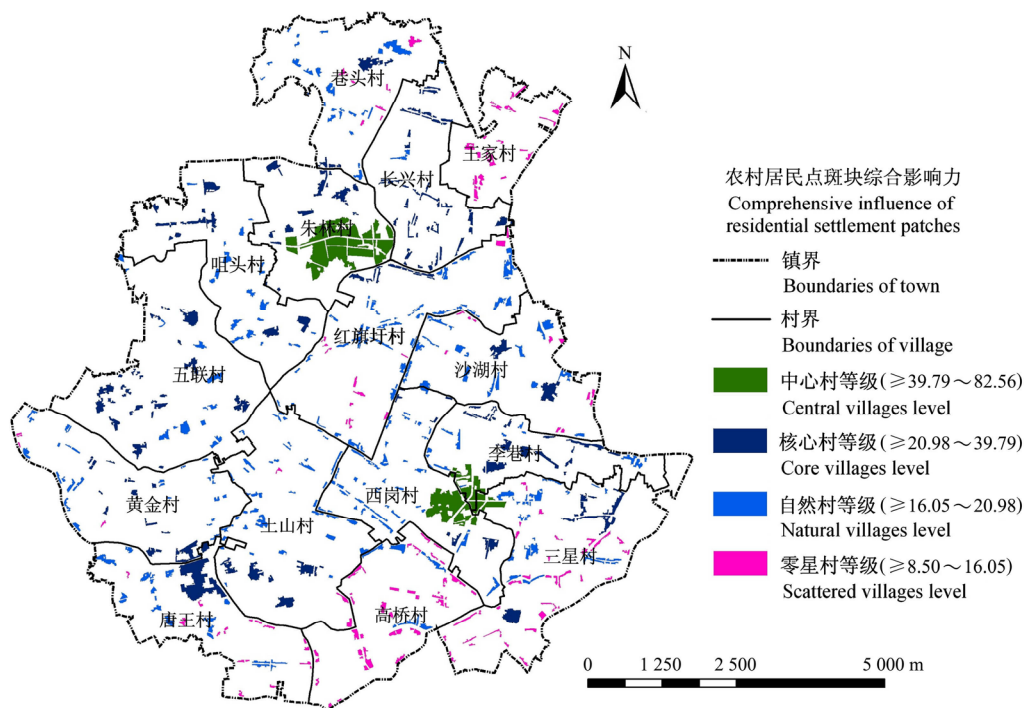 N
巷头村
王家村
长兴村
朱林村
咀头村
红旗圩村
五联村
沙湖村
李巷村
西岗村
黄金村
上山村
三星村
高桥村
唐王村
农村居民点斑块综合影响力
Comprehensive influence of
residential settlement patches
镇界
Boundaries of town
村界
Boundaries of village
中心村等级(≥39.79～82.56)
Central villages level
核心村等级(≥20.98～39.79)
Core villages level
自然村等级(≥16.05～20.98)
Natural villages level
零星村等级(≥8.50～16.05)
Scattered villages level
0 1 250 2 500 5 000 m